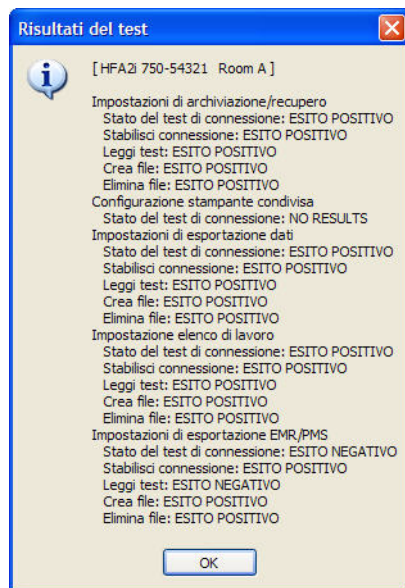 Risultati del test
[ HFA2i 750-54321 Room A ]
Impostazioni di archiviazione/recupero
Stato del test di connessione: ESITO POSITIVO
Stabilisci connessione: ESITO POSITIVO
Leggi test: ESITO POSITIVO
Crea file: ESITO POSITIVO
Elimina file: ESITO POSITIVO
Configurazione stampante condivisa
Stato del test di connessione: NO RESULTS
Impostazioni di esportazione dati
Stato del test di connessione: ESITO POSITIVO
Stabilisci connessione: ESITO POSITIVO
Leggi test: ESITO POSITIVO
Crea file: ESITO POSITIVO
Elimina file: ESITO POSITIVO
Impostazione elenco di lavoro
Stato del test di connessione: ESITO POSITIVO
Stabilisci connessione: ESITO POSITIVO
Leggi test: ESITO POSITIVO
Crea file: ESITO POSITIVO
Elimina file: ESITO POSITIVO
Impostazioni di esportazione EMR/PMS
Stato del test di connessione: ESITO NEGATIVO
Stabilisci connessione: ESITO POSITIVO
Leggi test: ESITO NEGATIVO
Crea file: ESITO POSITIVO
Elimina file: ESITO POSITIVO
OK